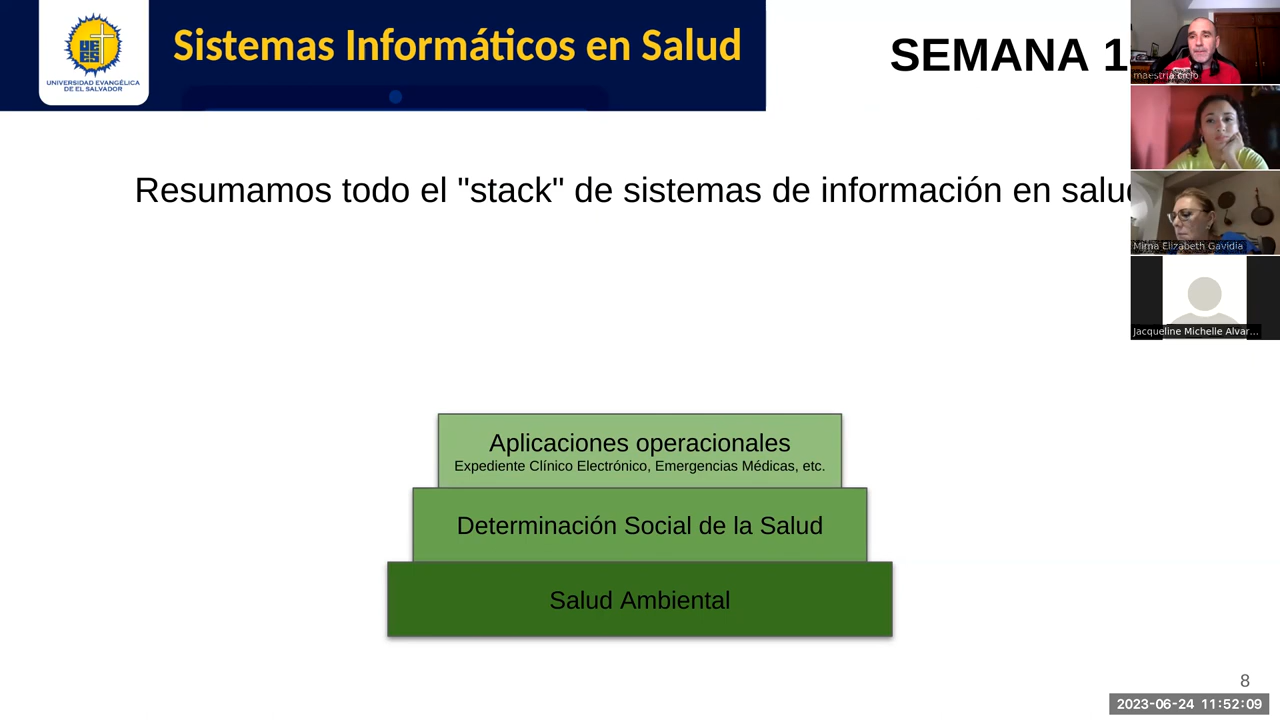 Sistemas Informáticos en Salud
UNIVERSIDAD EVANGÉLICA
DE EL SALVADOR
SEMANA 1
maestria ciclo
Resumamos todo el "stack" de sistemas de información en salud
Mirna Elizabeth Gavidia
Jacqueline Michelle Alvar...
Aplicaciones operacionales
Expediente Clínico Electrónico, Emergencias Médicas, etc.
Determinación Social de la Salud
Salud Ambiental
8
2023-06-24 11:52:09